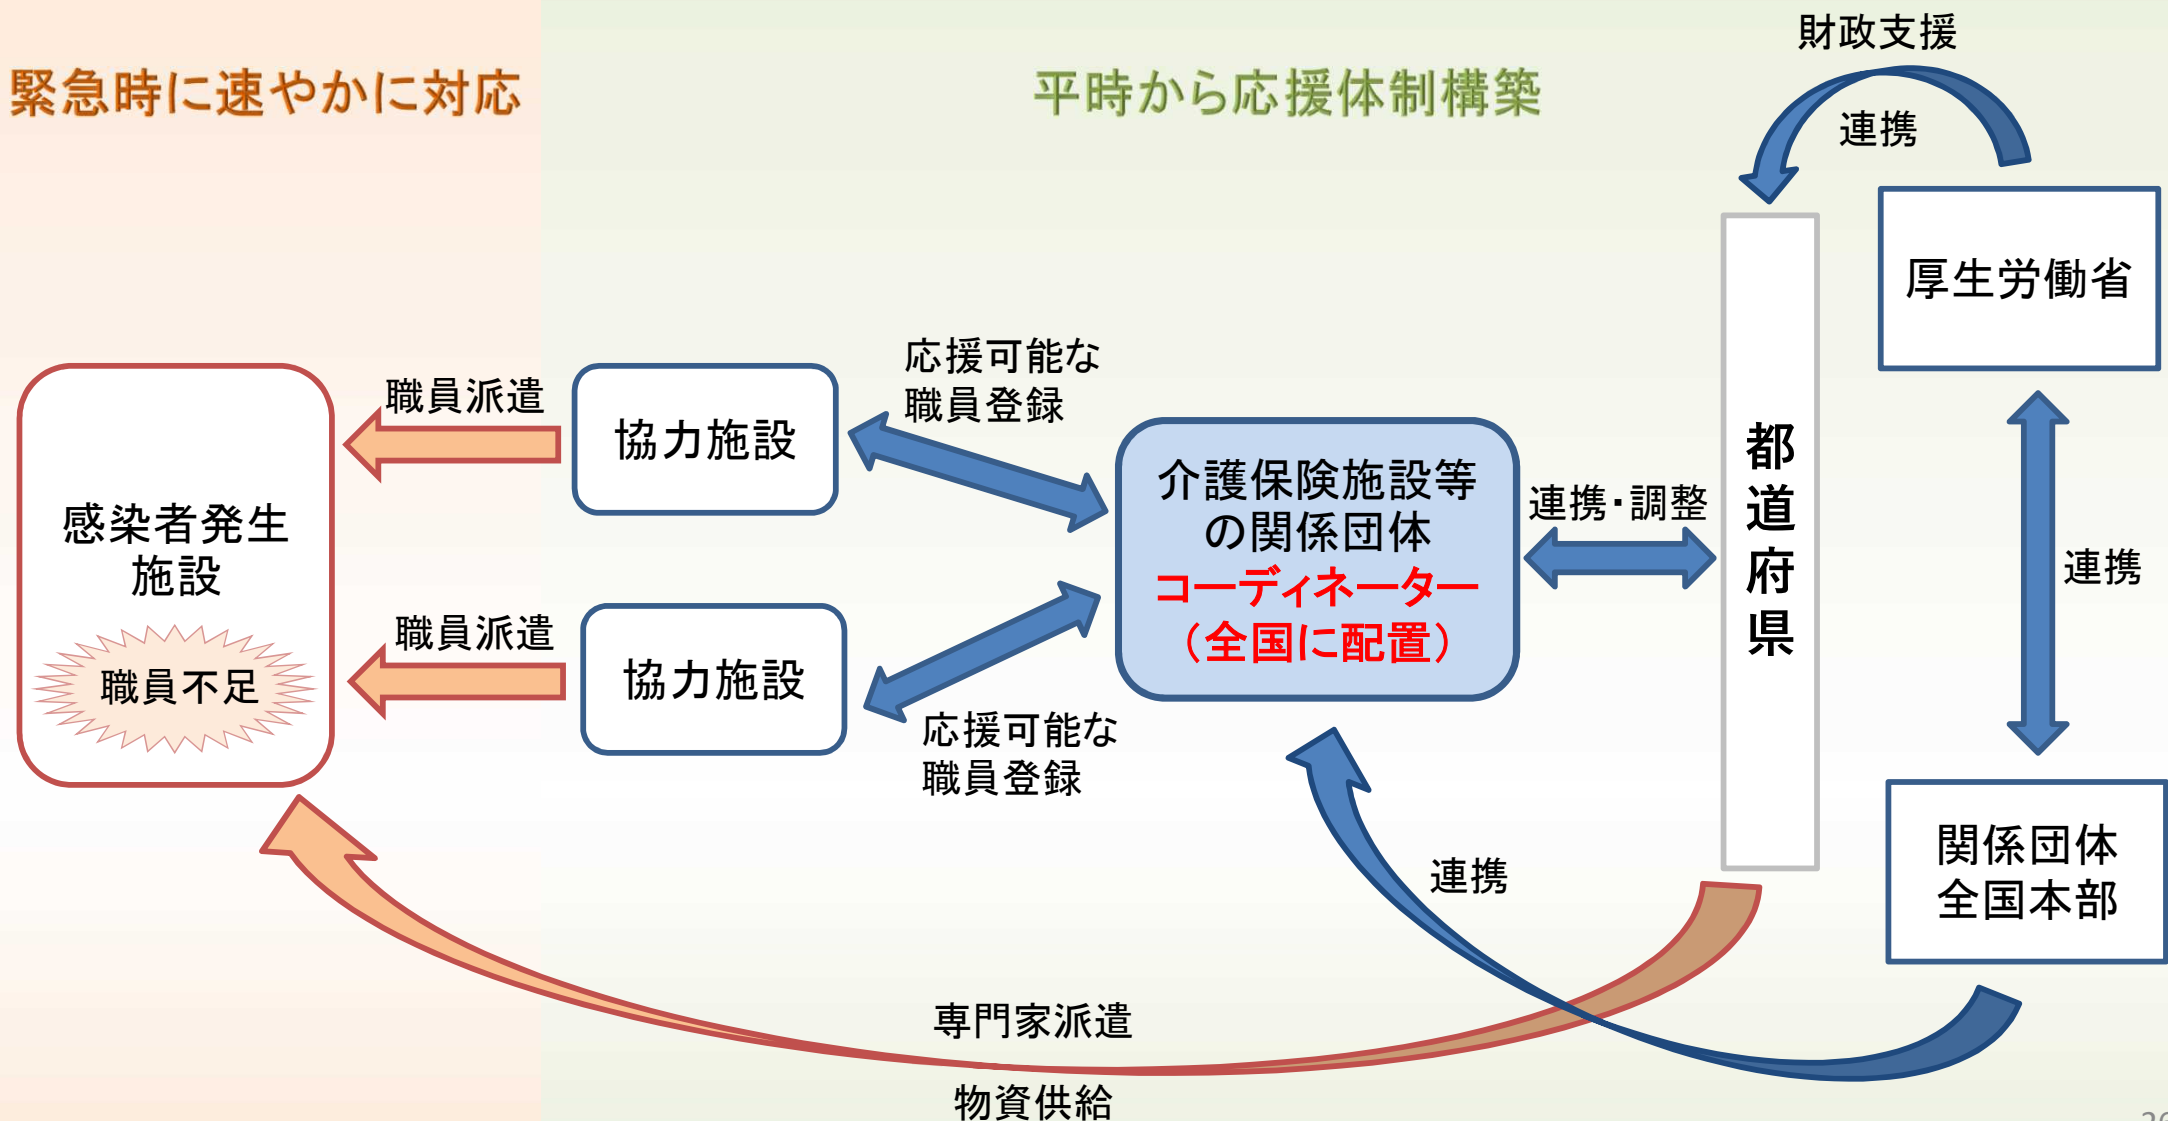 緊急時に速やかに対応
平時から応援体制構築
財政支援
連携
厚生労働省
都道府県
連携
関係団体
全国本部
連携・調整
介護保険施設等
の関係団体
コーディネーター
（全国に配置）
応援可能な
職員登録
応援可能な
職員登録
協力施設
協力施設
職員派遣
職員派遣
感染者発生
施設
職員不足
連携
専門家派遣
物資供給